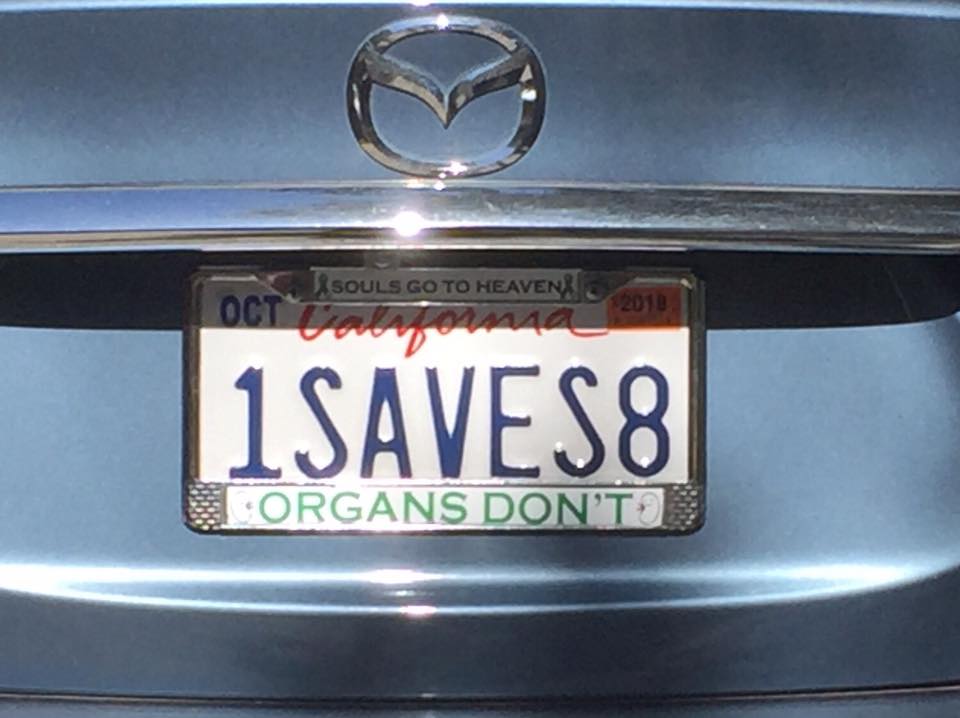 SOULS GO TO HEAVEN
OCT 2018
California
1SAVES8
ORGANS DON'T